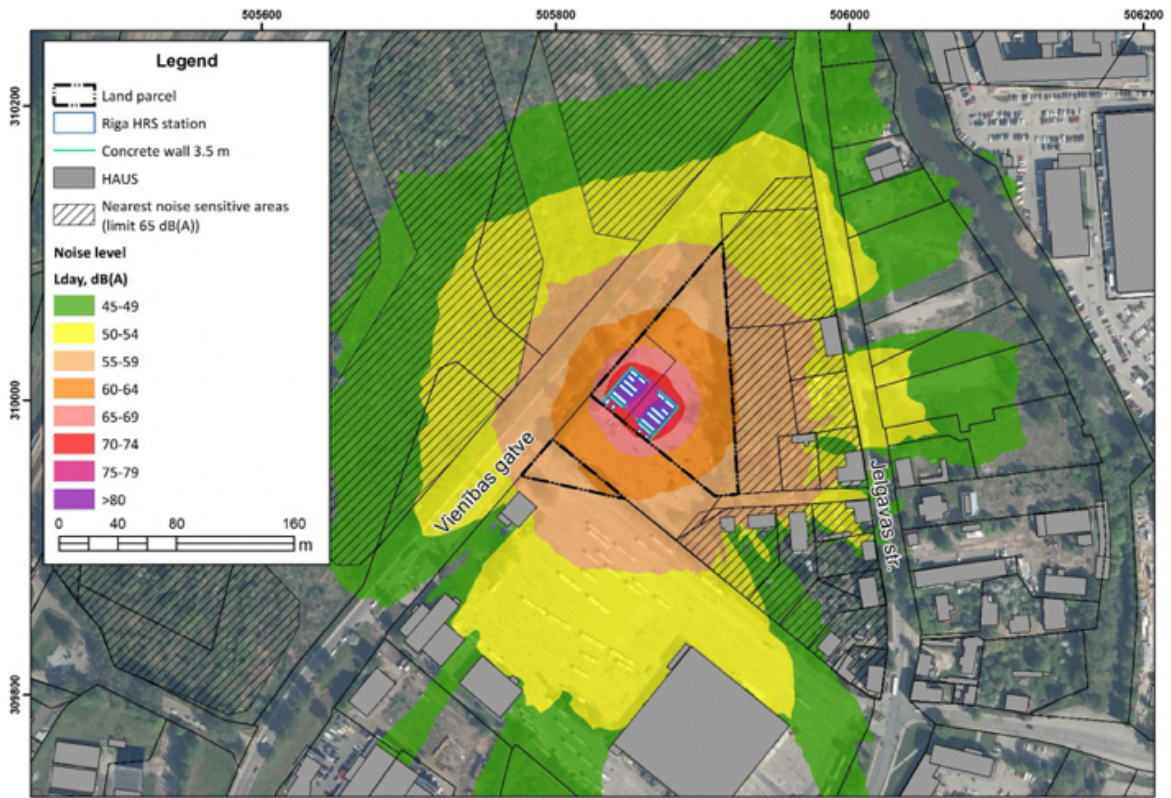 505600
505800
506000
506200
310200
310000
309800
Legend
Land parcel
Riga HRS station
Concrete wall 3.5 m
HAUS
Nearest noise sensitive areas
(limit 65 dB(A))
Noise level
Lday, dB(A)
45-49
50-54
55-59
60-64
65-69
70-74
75-79
>80
0 40 80 160
m
Vienības gatve
Jelgavas str.